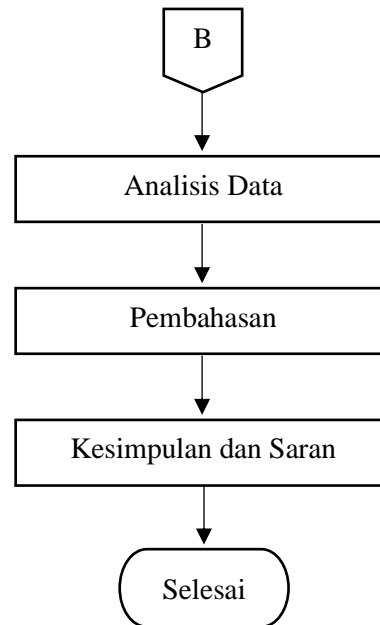 B
Analisis Data
Pembahasan
Kesimpulan dan Saran
Selesai